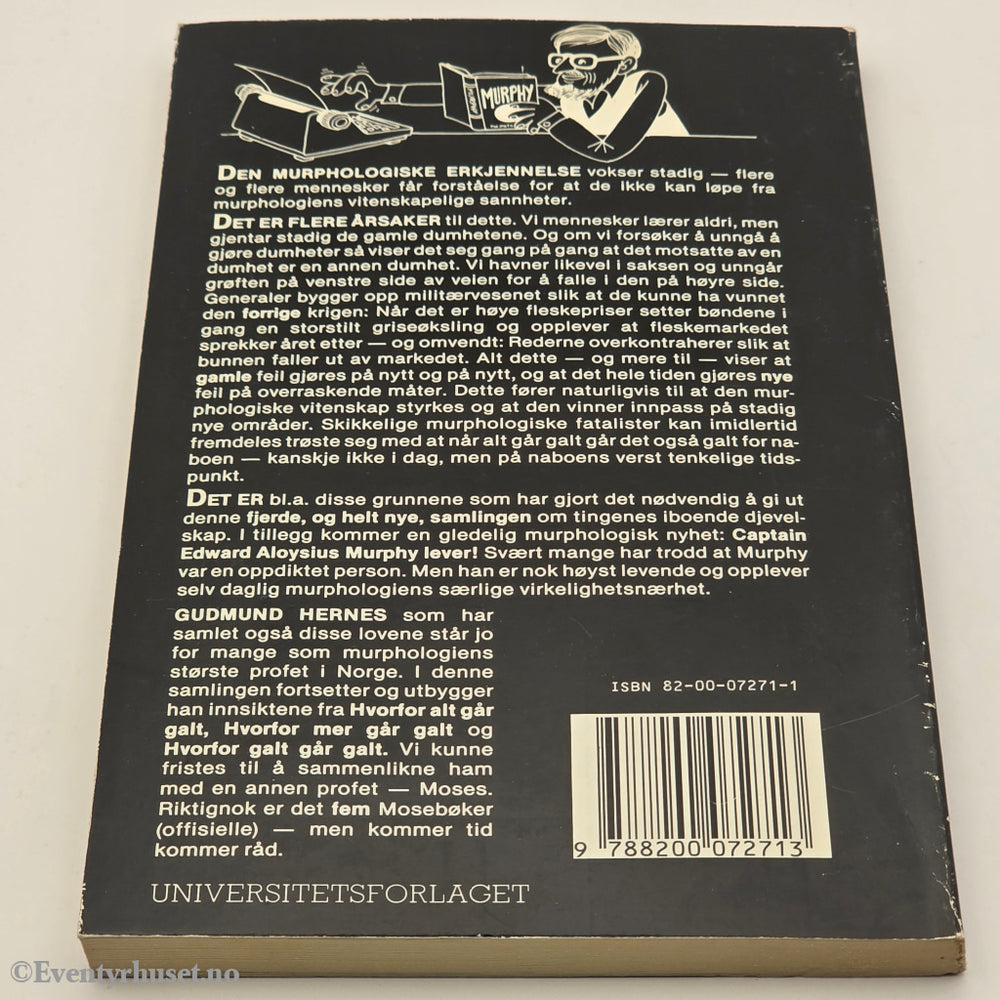 MURPHY
DEN MURPHOLOGISKE ERKJENNELSE vokser stadig — flere
og flere mennesker får forståelse for at de ikke kan løpe fra
murphologiens vitenskapelige sannheter.
DET ER FLERE ÅRSAKER til dette. Vi mennesker lærer aldri, men
gjentar stadig de gamle dumhetene. Og om vi forsøker å unngå å
gjøre dumheter så viser det seg gang på gang at det motsatte av en
dumhet er en annen dumhet. Vi havner likevel i saksen og unngår
grøften på venstre side av veien for å falle i den på høyre side.
Generaler bygger opp militærvesenet slik at de kunne ha vunnet
den forrige krigen: Når det er høye fleskepriser setter bøndene i
gang en storstilt griseøksling og opplever at fleskemarkedet
sprekker året etter — og omvendt: Rederne overkontraherer slik at
bunnen faller ut av markedet. Alt dette — og mere til — viser at
gamle feil gjøres på nytt og på nytt, og at det hele tiden gjøres nye
feil på overraskende måter. Dette fører naturligvis til at den mur-
phologiske vitenskap styrkes og at den vinner innpass på stadig
nye områder. Skikkelige murphologiske fatalister kan imidlertid
fremdeles trøste seg med at når alt går galt går det også galt for na-
boen — kanskje ikke i dag, men på naboens verst tenkelige tids-
punkt.
DET ER bl.a. disse grunnene som har gjort det nødvendig å gi ut
denne fjerde, og helt nye, samlingen om tingenes iboende djevel-
skap. I tillegg kommer en gledelig murphologisk nyhet: Captain
Edward Aloysius Murphy lever! Svært mange har trodd at Murphy
var en oppdiktet person. Men han er nok høyst levende og opplever
selv daglig murphologiens særlige virkelighetsnærhet.
GUDMUND HERNES som har
samlet også disse lovene står jo
for mange som murphologiens
største profet i Norge. I denne
samlingen fortsetter og utbygger
han innsiktene fra Hvorfor alt går
galt, Hvorfor mer går galt og
Hvorfor galt går galt. Vi kunne
fristes til å sammenlikne ham
med en annen profet — Moses.
Riktignok er det fem Mosebøker
(offisielle) — men kommer tid
kommer råd.
ISBN 82-00-07271-1
9 788200 072713
UNIVERSITETSFORLAGET
©Eventyrhuset.no